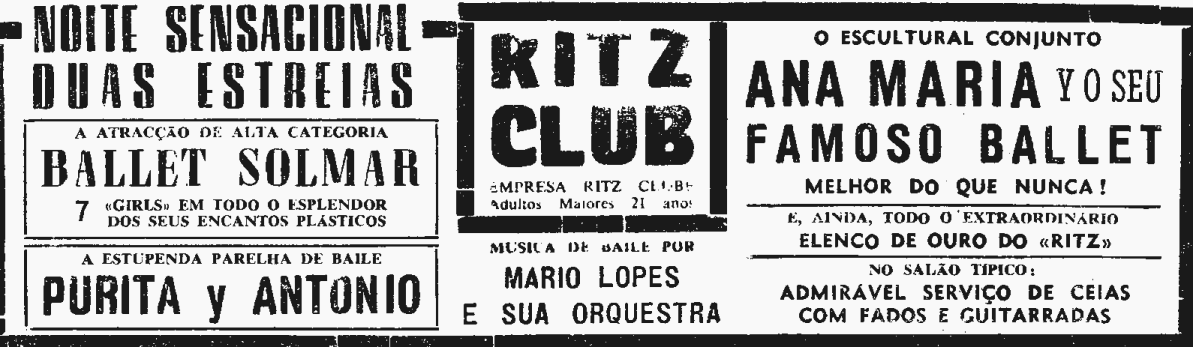 NOITE SENSACIONAL
DUAS ESTREIAS
A ATRACÇÃO DE ALTA CATEGORIA
BALLET SOLMAR
7 «GIRLS» EM TODO O ESPLENDOR
DOS SEUS ENCANTOS PLÁSTICOS
A ESTUPENDA PARELHA DE BAILE
PURITA y ANTONIO
RITZ
CLUB
EMPRESA RITZ CLUBE
Adultos Maiores 21 anos
MUSICA DE BAILE POR
MARIO LOPES
E SUA ORQUESTRA
O ESCULTURAL CONJUNTO
ANA MARIA Y O SEU
FAMOSO BALLET
MELHOR DO QUE NUNCA!
E, AINDA, TODO O EXTRAORDINÁRIO
ELENCO DE OURO DO «RITZ»
NO SALÃO TIPICO:
ADMIRÁVEL SERVIÇO DE CEIAS
COM FADOS E GUITARRADAS